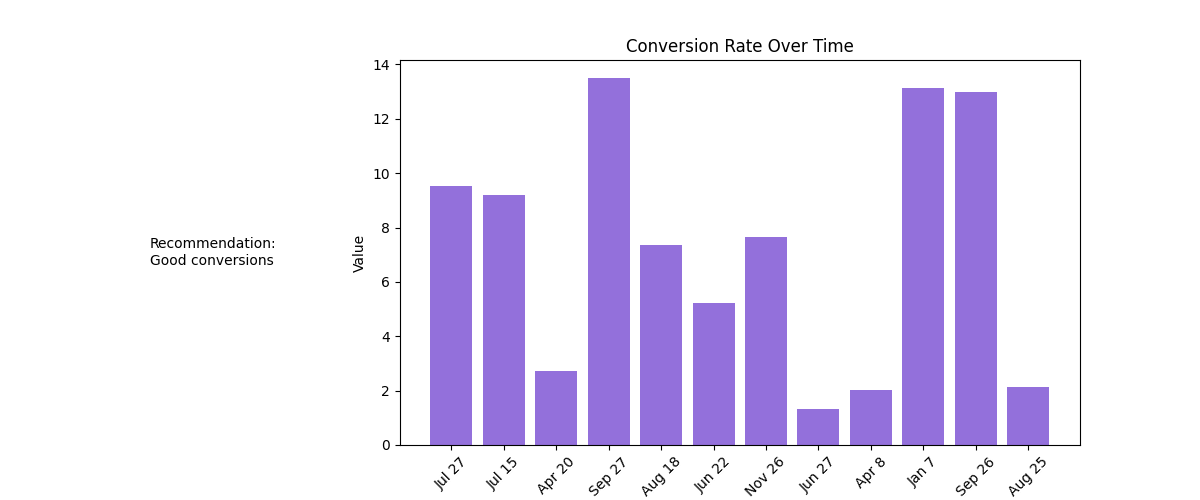 Conversion Rate Over Time
Recommendation:
Good conversions
Value
14
12
10
8
6
4
2
0
Jul 27
Jul 15
Apr 20
Sep 27
Aug 18
Jun 22
Nov 26
Jun 27
Apr 8
Jan 7
Sep 26
Aug 25